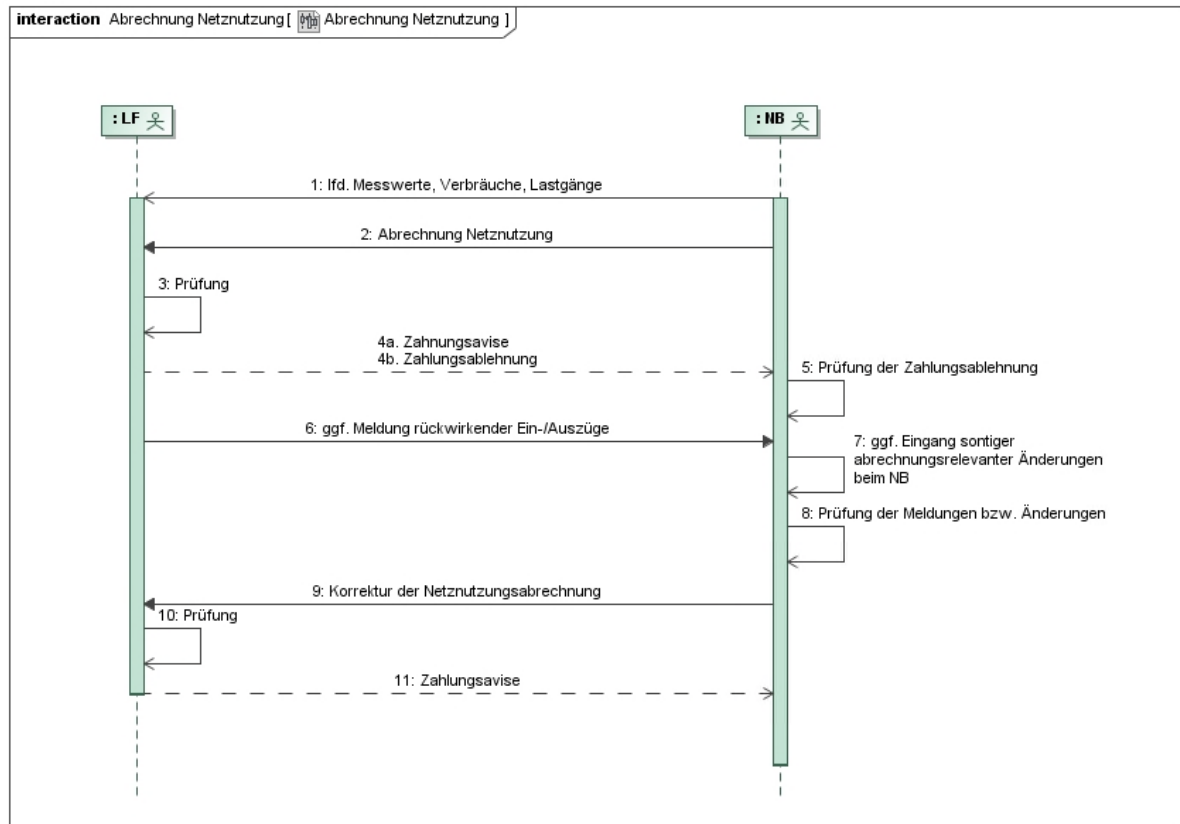 interaction Abrechnung Netznutzung [ Abrechnung Netznutzung ]
: LF
: NB
1: lfd. Messwerte, Verbräuche, Lastgänge
2: Abrechnung Netznutzung
3: Prüfung
4a. Zahnungsavise
4b. Zahlungsablehnung
5: Prüfung der Zahlungsablehnung
6: ggf. Meldung rückwirkender Ein-/Auszüge
7: ggf. Eingang sontiger
abrechnungsrelevanter Änderungen
beim NB
8: Prüfung der Meldungen bzw. Änderungen
9: Korrektur der Netznutzungsabrechnung
10: Prüfung
11: Zahlungsavise